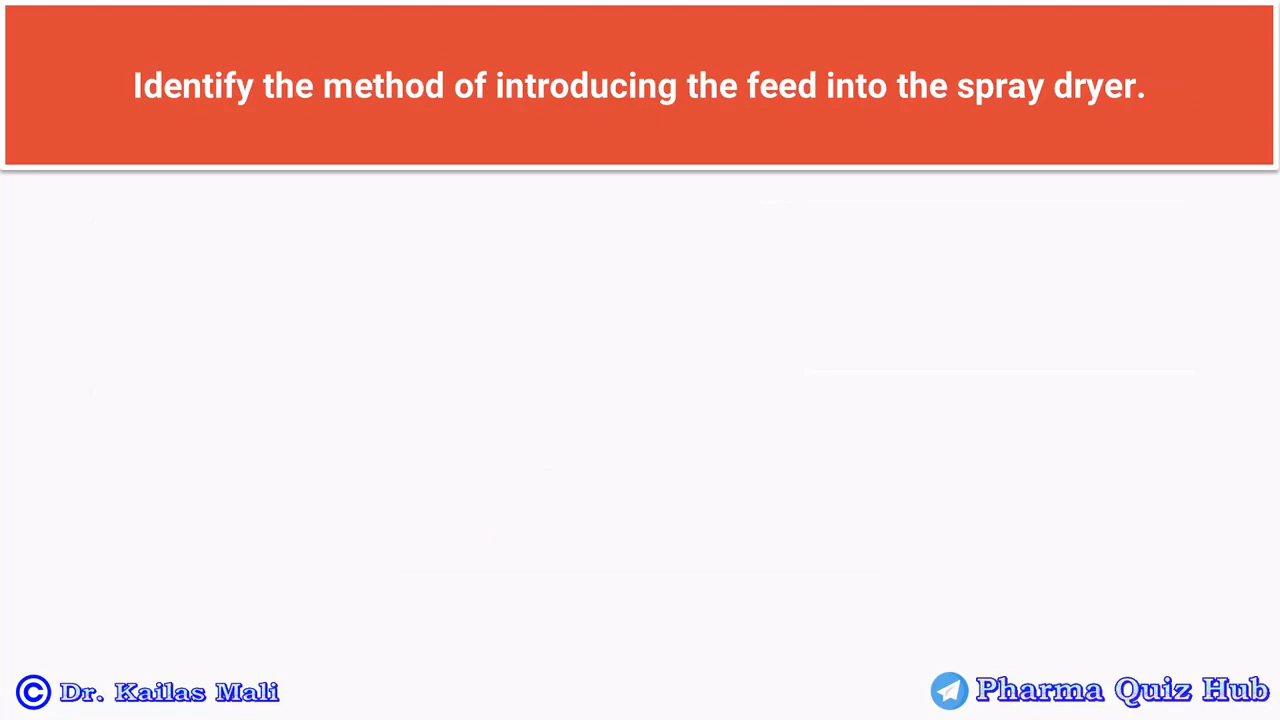 Identify the method of introducing the feed into the spray dryer.
© Dr. Kailas Mali
Pharma Quiz Hub